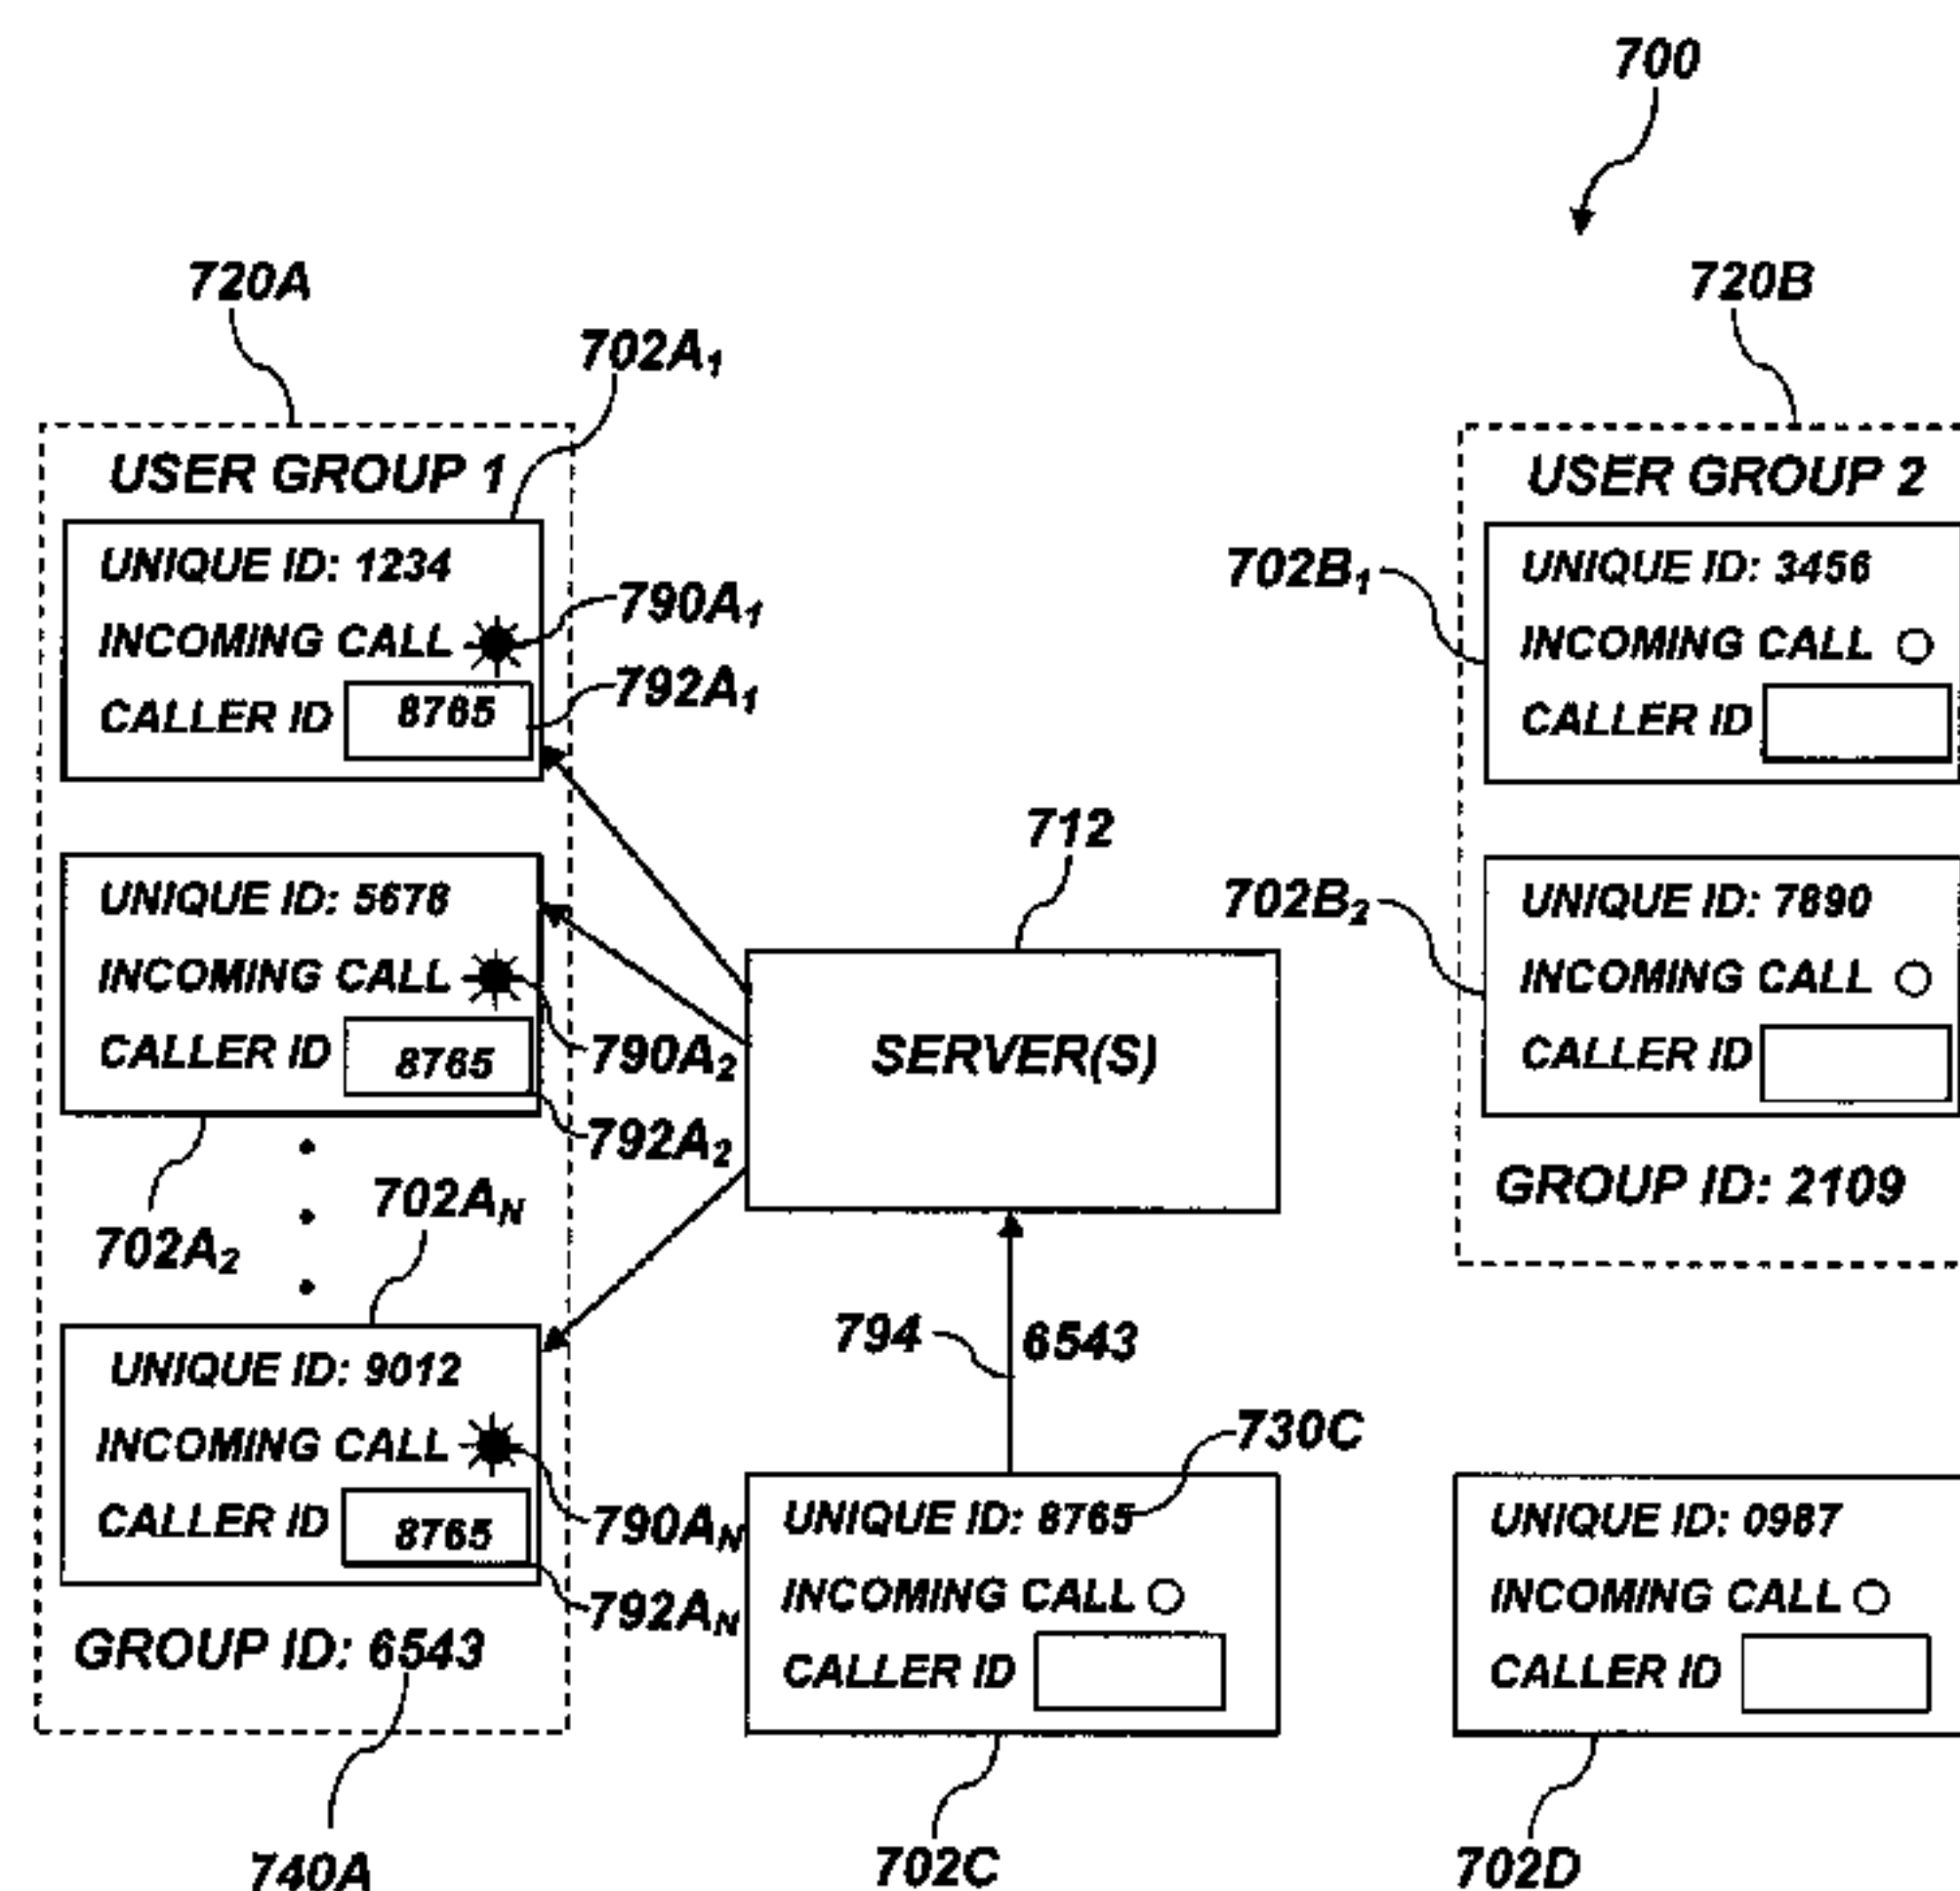 700
720A
720B
702A1
USER GROUP 1
UNIQUE ID: 1234
INCOMING CALL
CALLER ID 8765
790A1
792A1
UNIQUE ID: 5678
INCOMING CALL
CALLER ID 8765
790A2
792A2
702A2
702AN
UNIQUE ID: 9012
INCOMING CALL
CALLER ID 8765
790AN
792AN
GROUP ID: 6543
740A
712
SERVER(S)
794
6543
730C
UNIQUE ID: 8765
INCOMING CALL
CALLER ID
702C
USER GROUP 2
702B1
UNIQUE ID: 3456
INCOMING CALL
CALLER ID
702B2
UNIQUE ID: 7890
INCOMING CALL
CALLER ID
GROUP ID: 2109
UNIQUE ID: 0987
INCOMING CALL
CALLER ID
702D